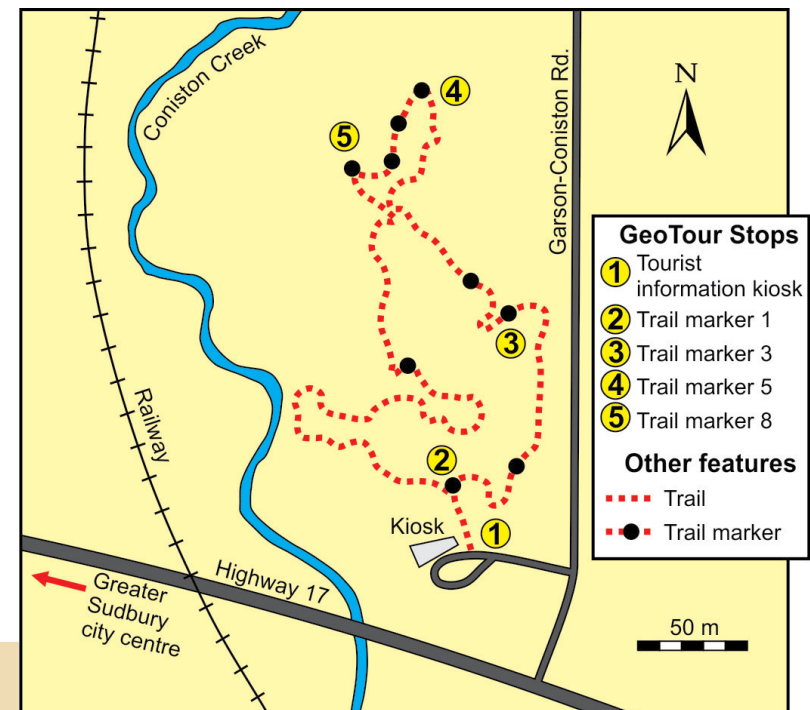 Coniston Creek
4
5
Garson-Coniston Rd.
N
GeoTour Stops
1 Tourist
information kiosk
2 Trail marker 1
3 Trail marker 3
4 Trail marker 5
5 Trail marker 8
Other features
Trail
Trail marker
3
Railway
2
Kiosk
1
Highway 17
Greater
Sudbury
city centre
50 m